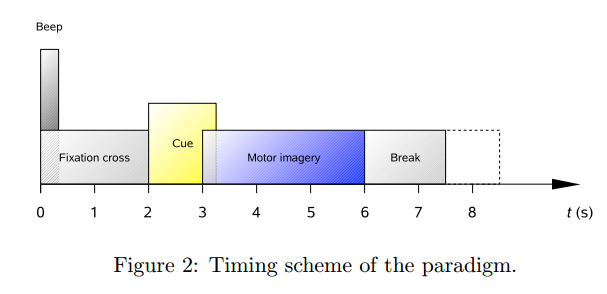 Beep
Cue
Fixation cross
Motor imagery
Break
0 1 2 3 4 5 6 7 8 t (s)
Figure 2: Timing scheme of the paradigm.